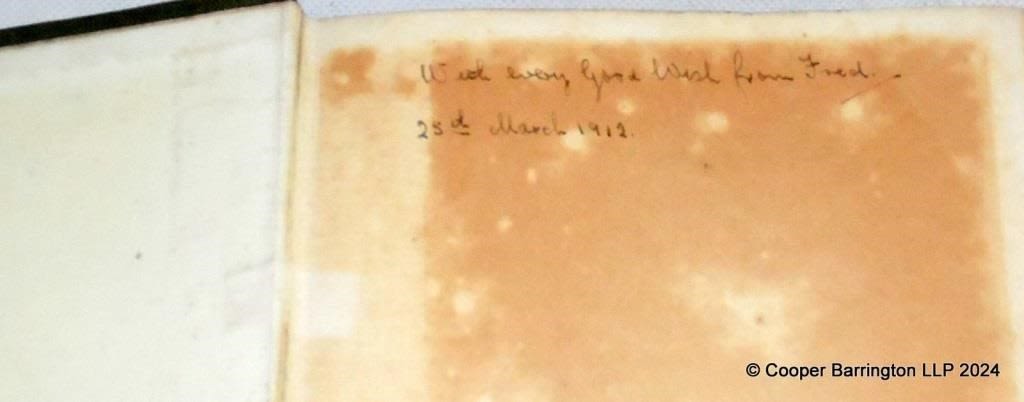 With every Good Wish from Fred.
25th March 1912.
© Cooper Barrington LLP 2024